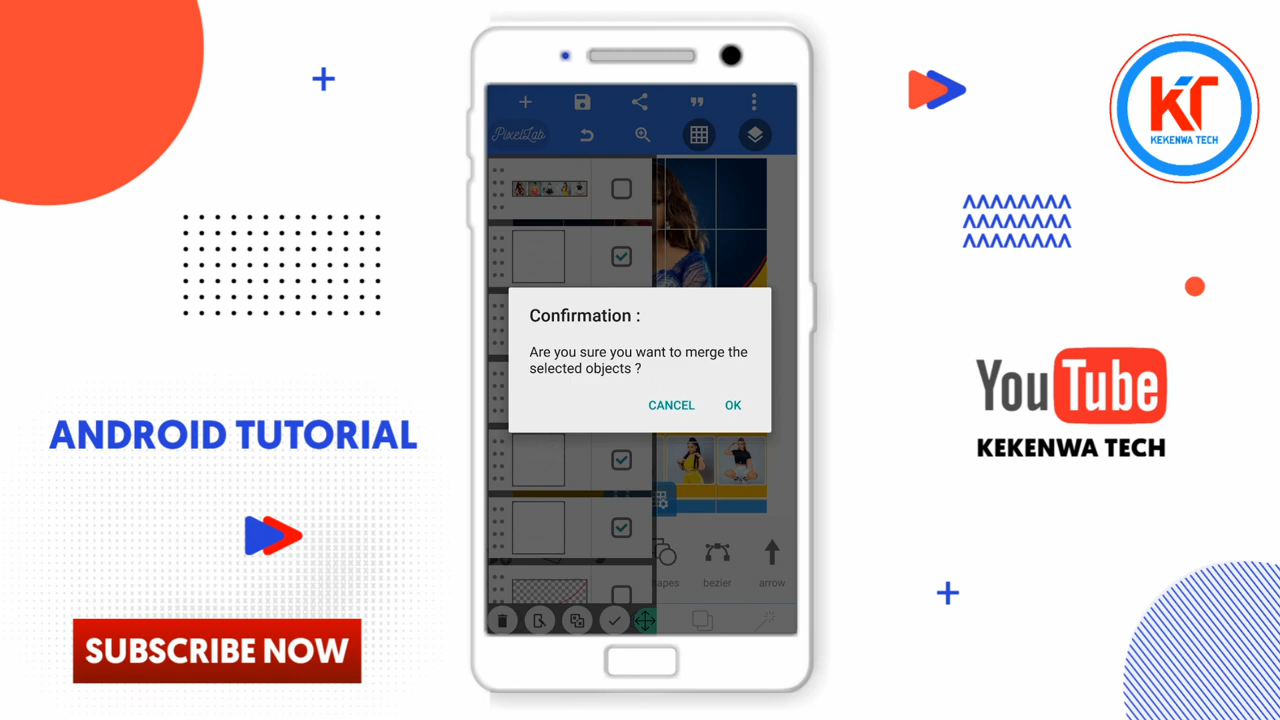 KT
KEKENWA TECH
PixelLab
Confirmation :
Are you sure you want to merge the
selected objects ?
CANCEL OK
apes bezier arrow
ANDROID TUTORIAL
SUBSCRIBE NOW
YouTube
KEKENWA TECH